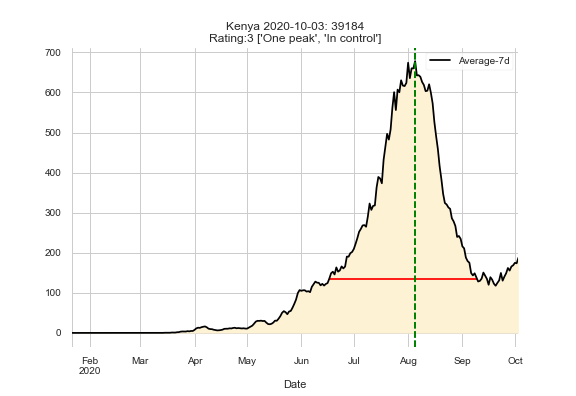 Kenya 2020-10-03: 39184
Rating:3 ['One peak', 'In control']
Average-7d
700
600
500
400
300
200
100
0
Feb Mar Apr May Jun Jul Aug Sep Oct
2020
Date